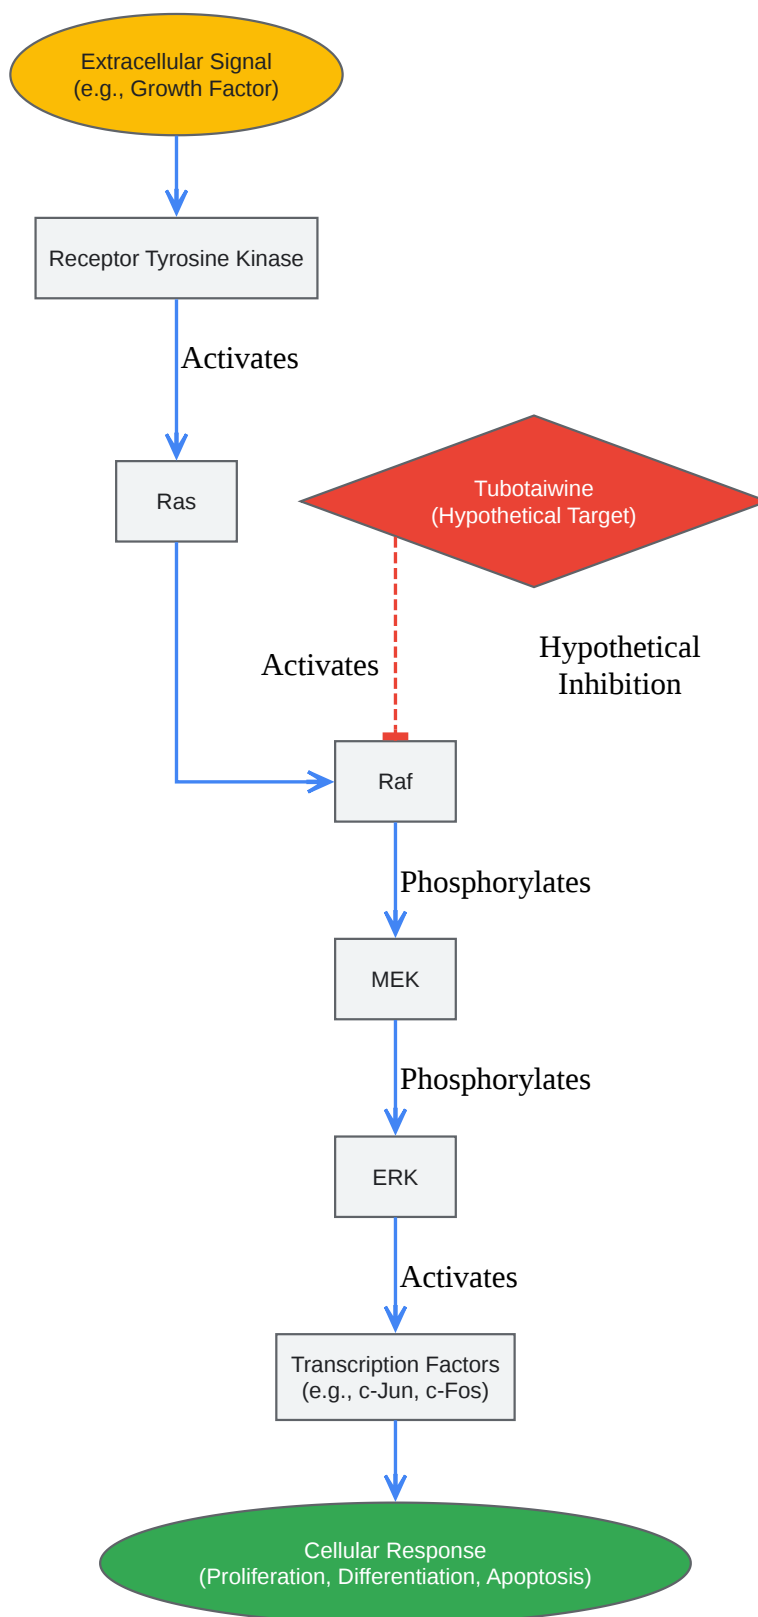 Extracellular Signal
(e.g., Growth Factor)
Receptor Tyrosine Kinase
Activates
Ras
Tubotaiwine
(Hypothetical Target)
Activates
Hypothetical
Inhibition
Raf
Phosphorylates
MEK
Phosphorylates
ERK
Activates
Transcription Factors
(e.g., c-Jun, c-Fos)
Cellular Response
(Proliferation, Differentiation, Apoptosis)